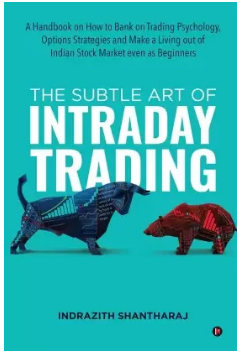 A Handbook on How to Bank on Trading Psychology,
Options Strategies and Make a Living out of
Indian Stock Market even as Beginners
THE SUBTLE ART OF
INTRADAY
TRADING
INDRAZITH SHANTHARAJ